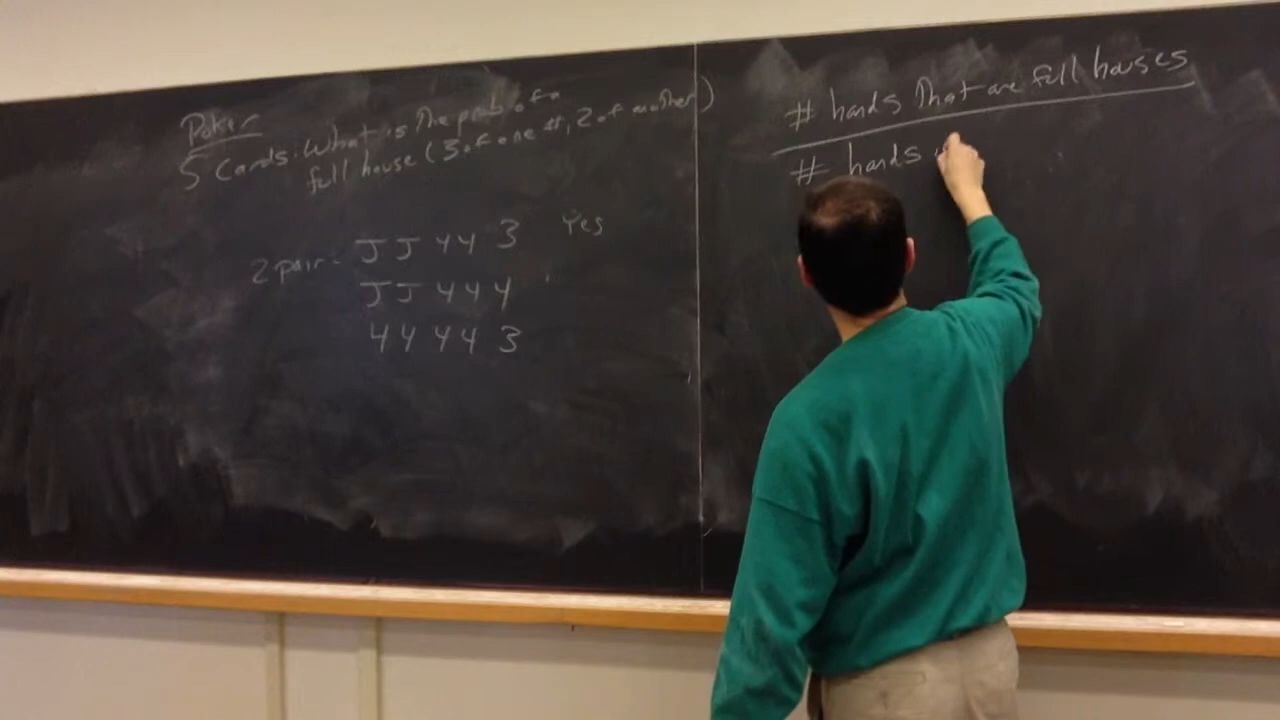 Poker
5 Cards: What is the prob of a
full house (3 of one #, 2 of another)
2 pair - J J 4 4 3 Yes
J J 4 4 4
4 4 4 4 3
# hands that are full houses
# hands